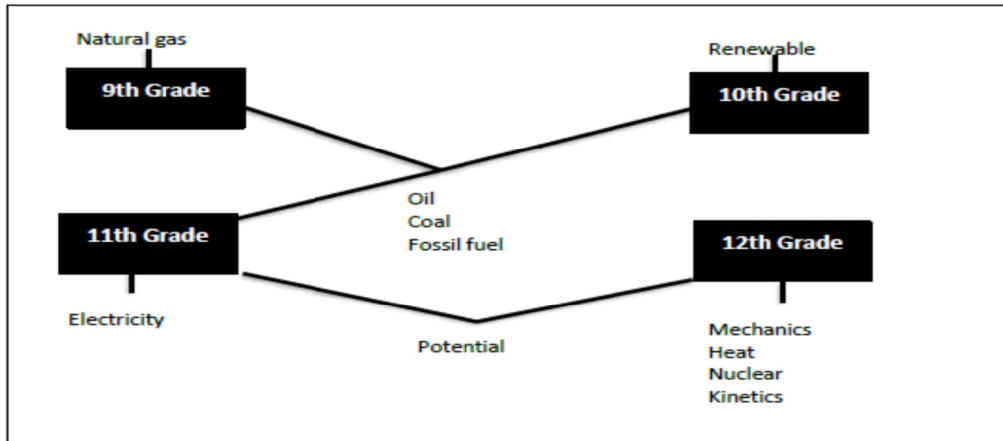 Natural gas
Renewable
9th Grade
10th Grade
Oil
Coal
Fossil fuel
11th Grade
12th Grade
Electricity
Potential
Mechanics
Heat
Nuclear
Kinetics